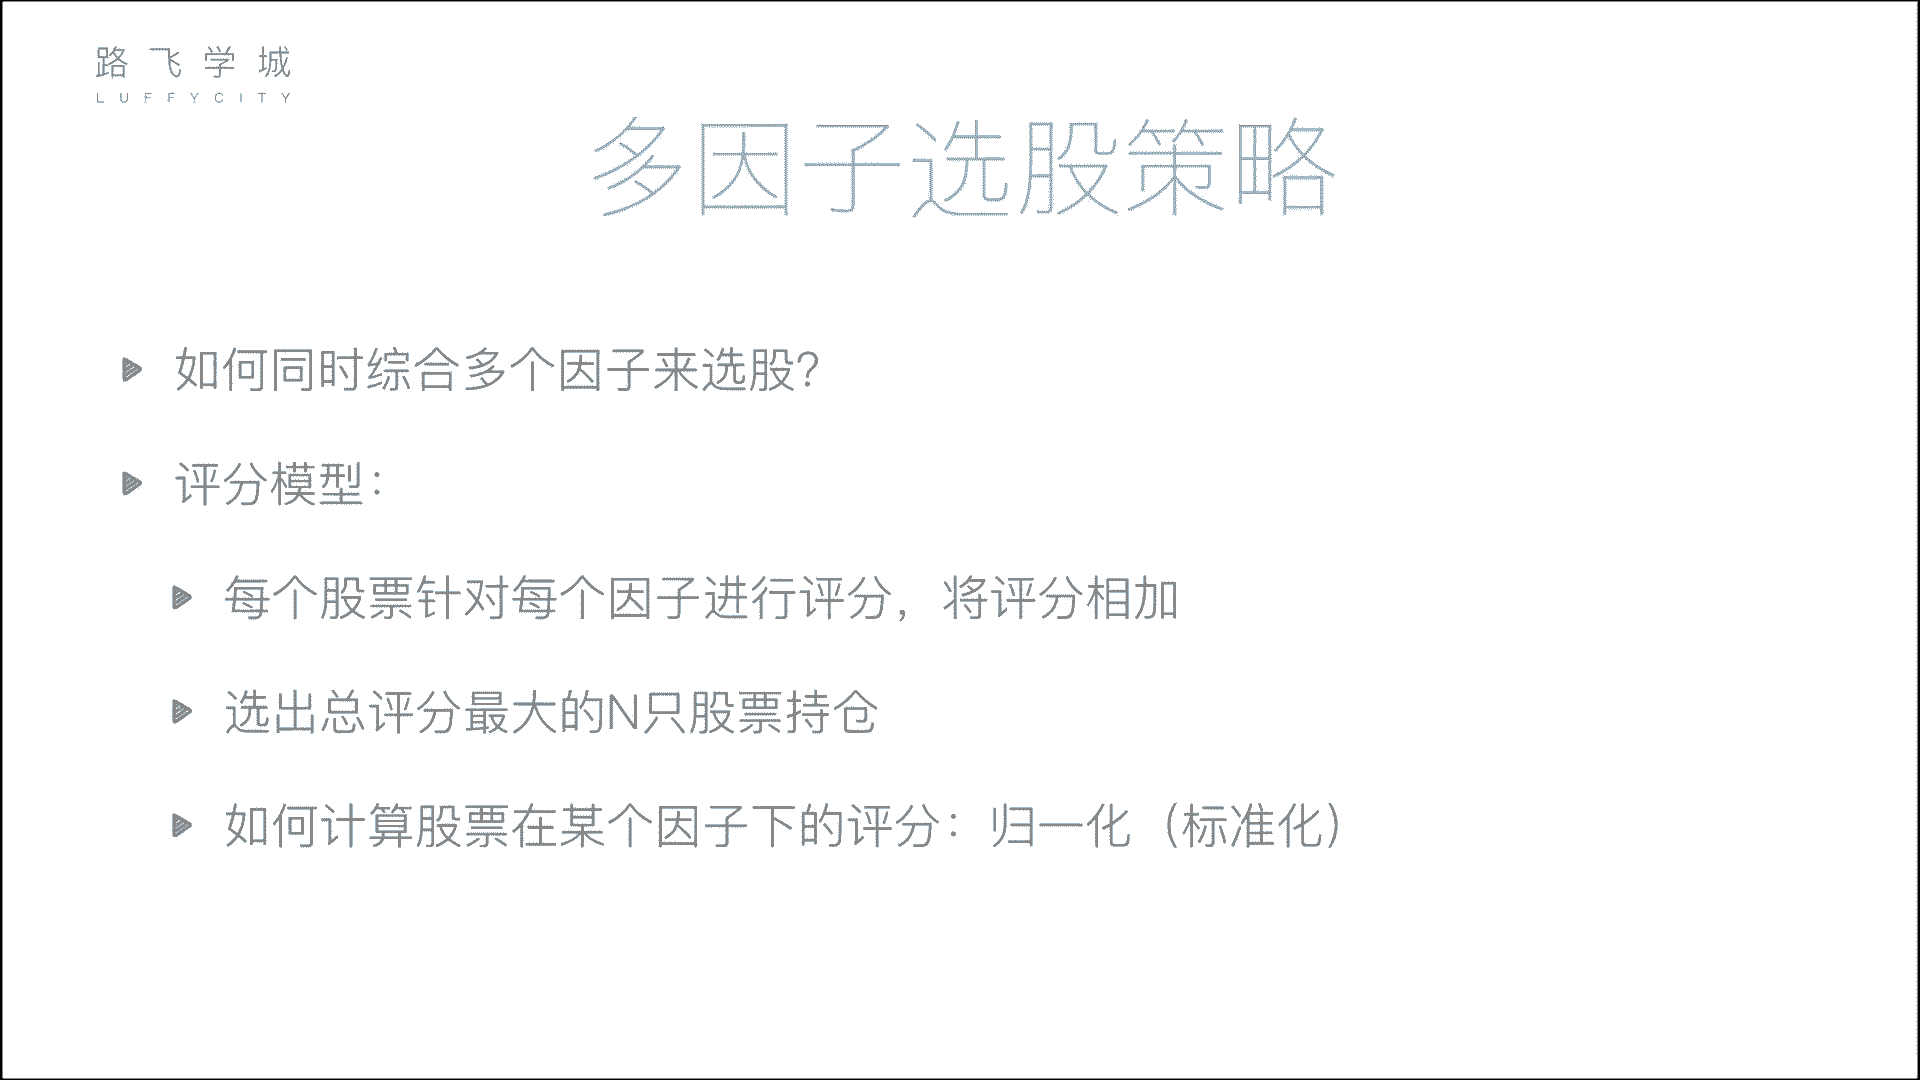 路飞学城
LUFFYCITY
多因子选股策略
如何同时综合多个因子来选股？
评分模型：
每个股票针对每个因子进行评分，将评分相加
选出总评分最大的N只股票持仓
如何计算股票在某个因子下的评分：归一化（标准化）